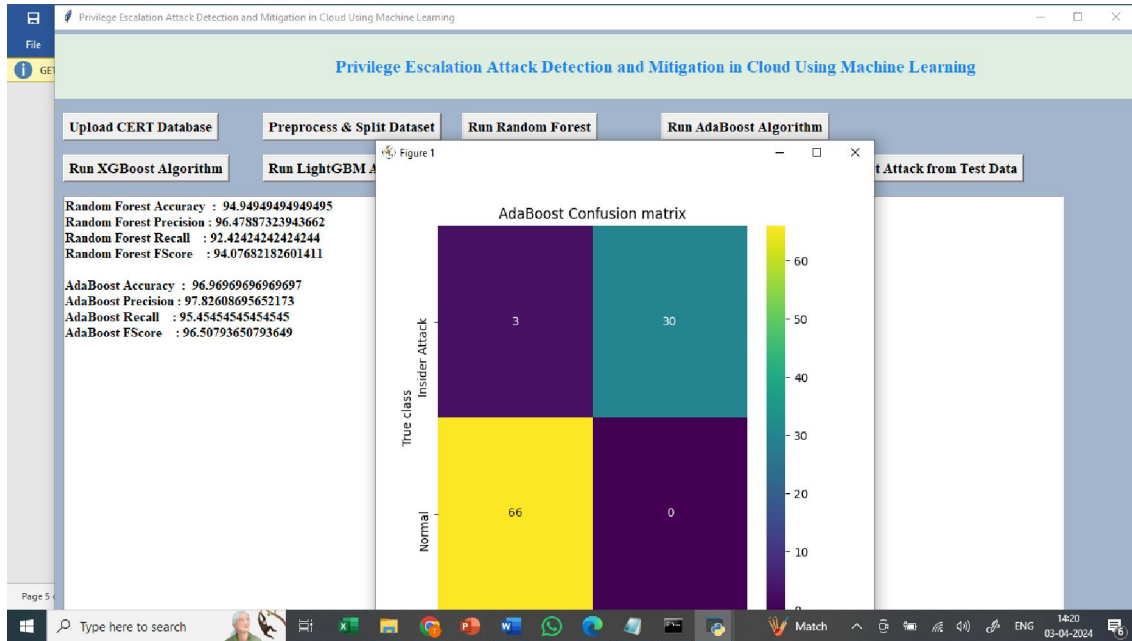 Privilege Escalation Attack Detection and Mitigation in Cloud Using Machine Learning
File
GET
Privilege Escalation Attack Detection and Mitigation in Cloud Using Machine Learning
Upload CERT Database
Preprocess & Split Dataset
Run Random Forest
Run AdaBoost Algorithm
Run XGBoost Algorithm
Run LightGBM A
t Attack from Test Data
Random Forest Accuracy : 94.94949494949495
Random Forest Precision : 96.47887323943662
Random Forest Recall : 92.42424242424244
Random Forest FScore : 94.07682182601411
AdaBoost Accuracy : 96.96969696969697
AdaBoost Precision : 97.82608695652173
AdaBoost Recall : 95.45454545454545
AdaBoost FScore : 96.50793650793649
Figure 1
AdaBoost Confusion matrix
True class
Insider Attack
Normal
3
30
66
0
60
50
40
30
20
10
0
Page 5
Type here to search
Match
ENG
14:20
03-04-2024
6